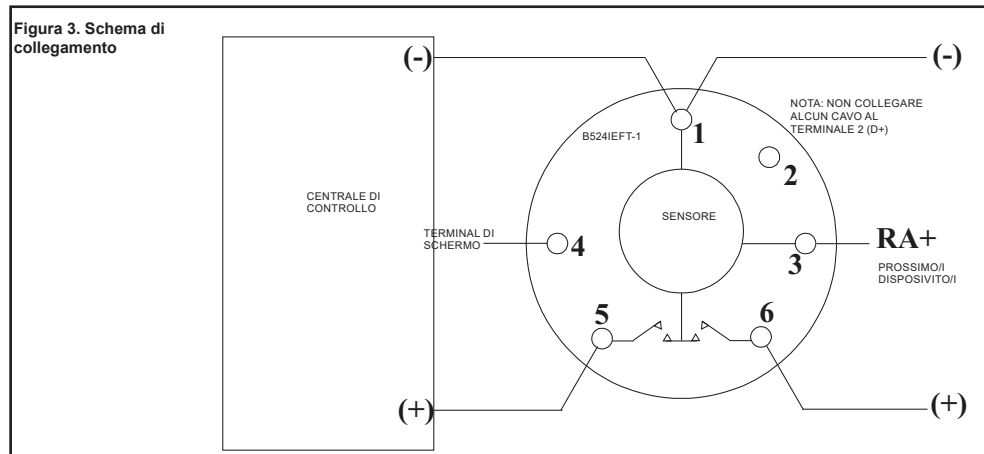 Figura 3. Schema di
collegamento
(-)
(-)
NOTA: NON COLLEGARE
ALCUN CAVO AL
TERMINALE 2 (D+)
B524IEFT-1
1
2
CENTRALE DI
CONTROLLO
SENSORE
TERMINAL DI
SCHERMO
4
3
RA+
PROSSIMO/I
DISPOSIVITO/I
5
6
(+)
(+)